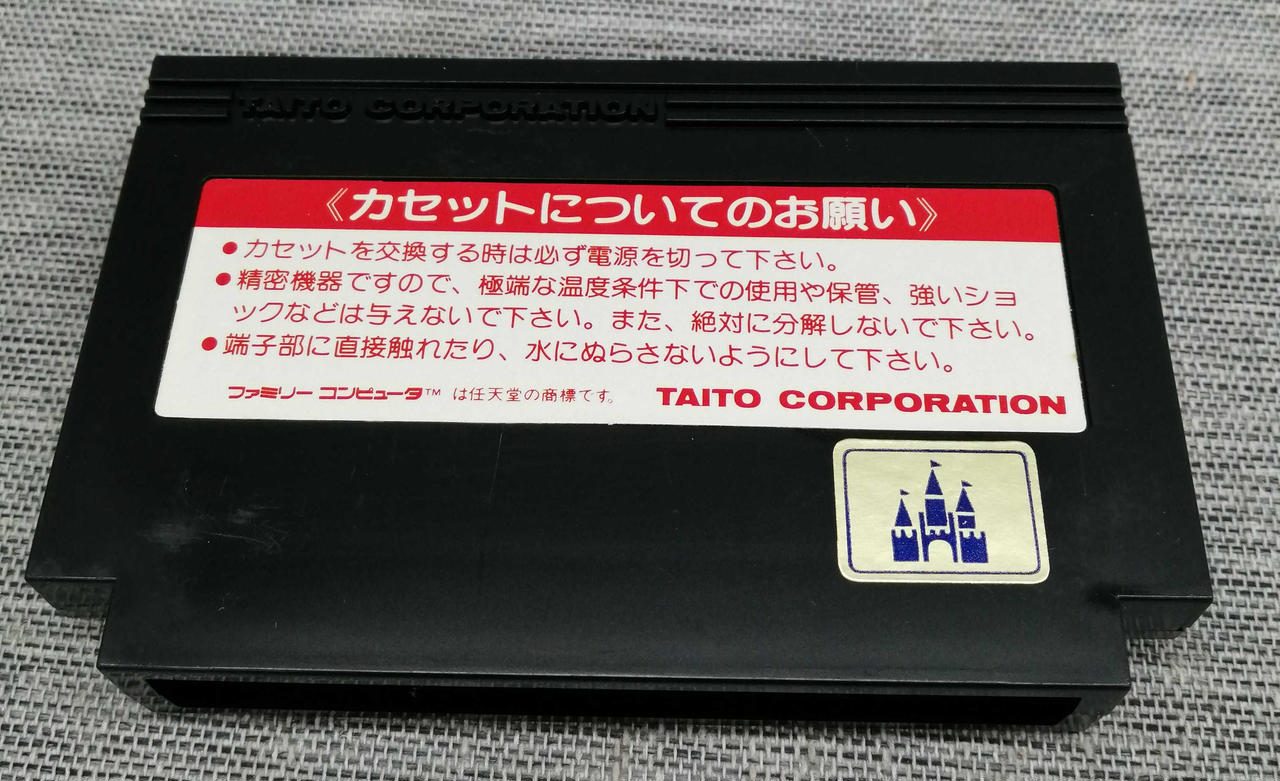 TAITO CORPORATION
《カセットについてのお願い》
●カセットを交換する時は必ず電源を切って下さい。
●精密機器ですので、極端な温度条件下での使用や保管、強いショ
ックなどは与えないで下さい。また、絶対に分解しないで下さい。
●端子部に直接触れたり、水にぬらさないようにして下さい。
ファミリー コンピュータ™ は任天堂の商標です。 TAITO CORPORATION